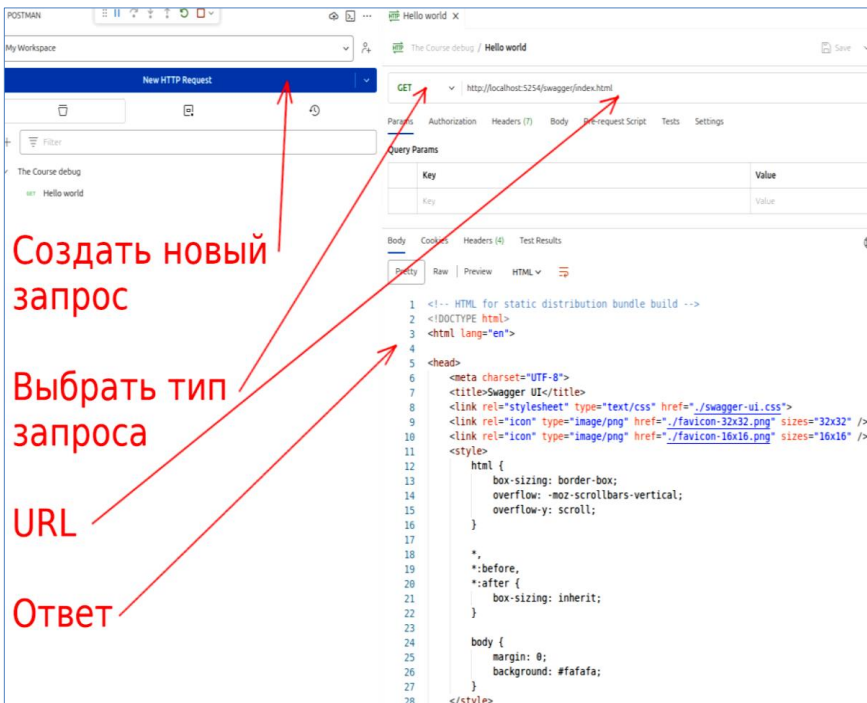 POSTMAN
My Workspace
New HTTP Request
Filter
The Course debug
GET Hello world
Создать новый
запрос
Выбрать тип
запроса
URL
Ответ
HTTP Hello world
HTTP The Course debug / Hello world
Save
GET http://localhost:5254/swagger/index.html
Params Authorization Headers (7) Body Pre-request Script Tests Settings
Query Params
Key Value
Key Value
Body Cookies Headers (4) Test Results
Pretty Raw Preview HTML
1 <!-- HTML for static distribution bundle build -->
2 <!DOCTYPE html>
3 <html lang="en">
4
5 <head>
6 <meta charset="UTF-8">
7 <title>Swagger UI</title>
8 <link rel="stylesheet" type="text/css" href="./swagger-ui.css">
9 <link rel="icon" type="image/png" href="./favicon-32x32.png" sizes="32x32" />
10 <link rel="icon" type="image/png" href="./favicon-16x16.png" sizes="16x16" />
11 <style>
12 html {
13 box-sizing: border-box;
14 overflow: -moz-scrollbars-vertical;
15 overflow-y: scroll;
16 }
17
18 *,
19 *:before,
20 *:after {
21 box-sizing: inherit;
22 }
23
24 body {
25 margin: 0;
26 background: #fafafa;
27 }
28 </style>